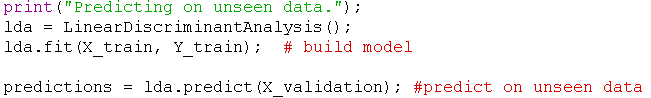 print("Predicting on unseen data.");
lda = LinearDiscriminantAnalysis();
lda.fit(X_train, Y_train);  # build model
predictions = lda.predict(X_validation); #predict on unseen data